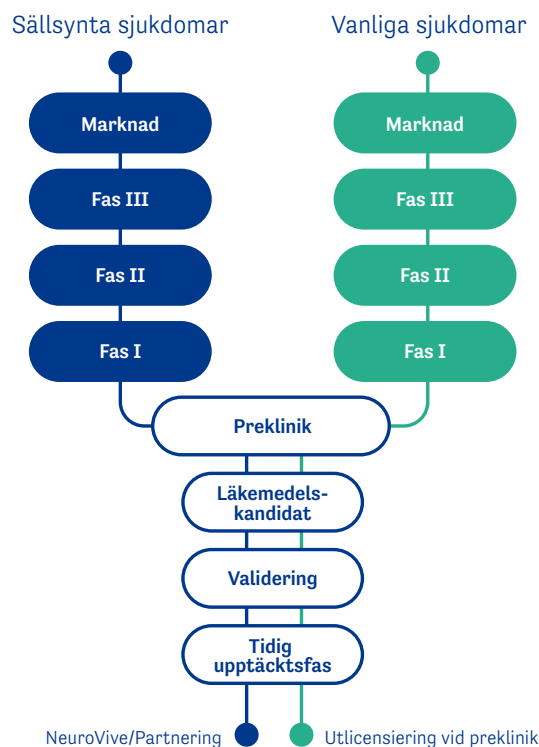 Sällsynta sjukdomar
Vanliga sjukdomar
Marknad
Marknad
Fas III
Fas III
Fas II
Fas II
Fas I
Fas I
Preklinik
Läkemedels-
kandidat
Validering
Tidig
upptäcktsfas
NeuroVive/Partnering
Utlicensiering vid preklinik